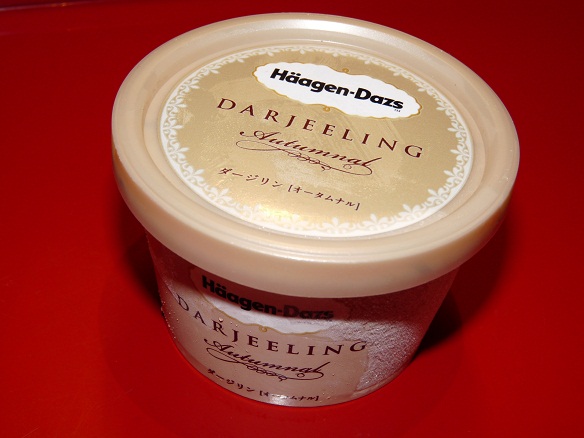 Häagen-Dazs
DARJEELING
Autumnal
ダージリン [オータムナル]
Häagen-Dazs
DARJEELING
Autumnal
ダージリン [オータムナル]